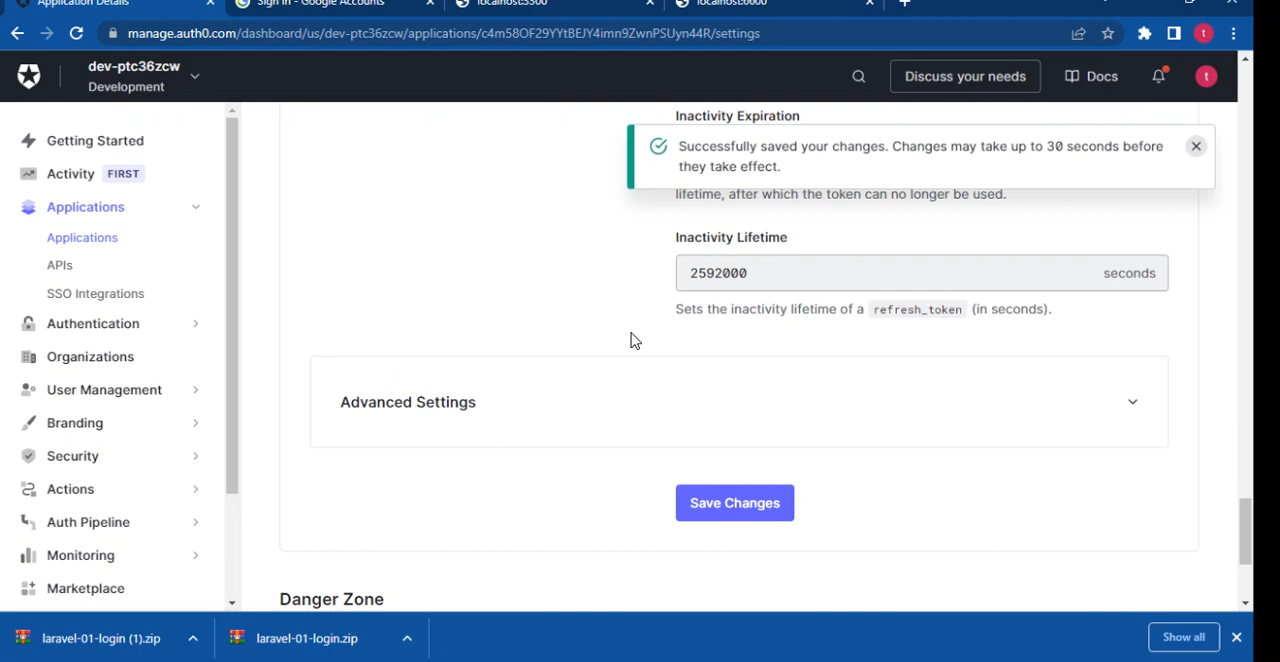 Application Details
Sign in - Google Accounts
localhost:3300
localhost:6000
manage.auth0.com/dashboard/us/dev-ptc36zcw/applications/c4m58OF29YYtBEJY4imn9ZwnPSUyn44R/settings
t
dev-ptc36zcw
Development
Discuss your needs
Docs
t
Getting Started
Activity FIRST
Applications
Applications
APIs
SSO Integrations
Authentication
Organizations
User Management
Branding
Security
Actions
Auth Pipeline
Monitoring
Marketplace
Inactivity Expiration
Successfully saved your changes. Changes may take up to 30 seconds before
they take effect.
lifetime, after which the token can no longer be used.
Inactivity Lifetime
2592000 seconds
Sets the inactivity lifetime of a refresh_token (in seconds).
Advanced Settings
Save Changes
Danger Zone
laravel-01-login (1).zip
laravel-01-login.zip
Show all